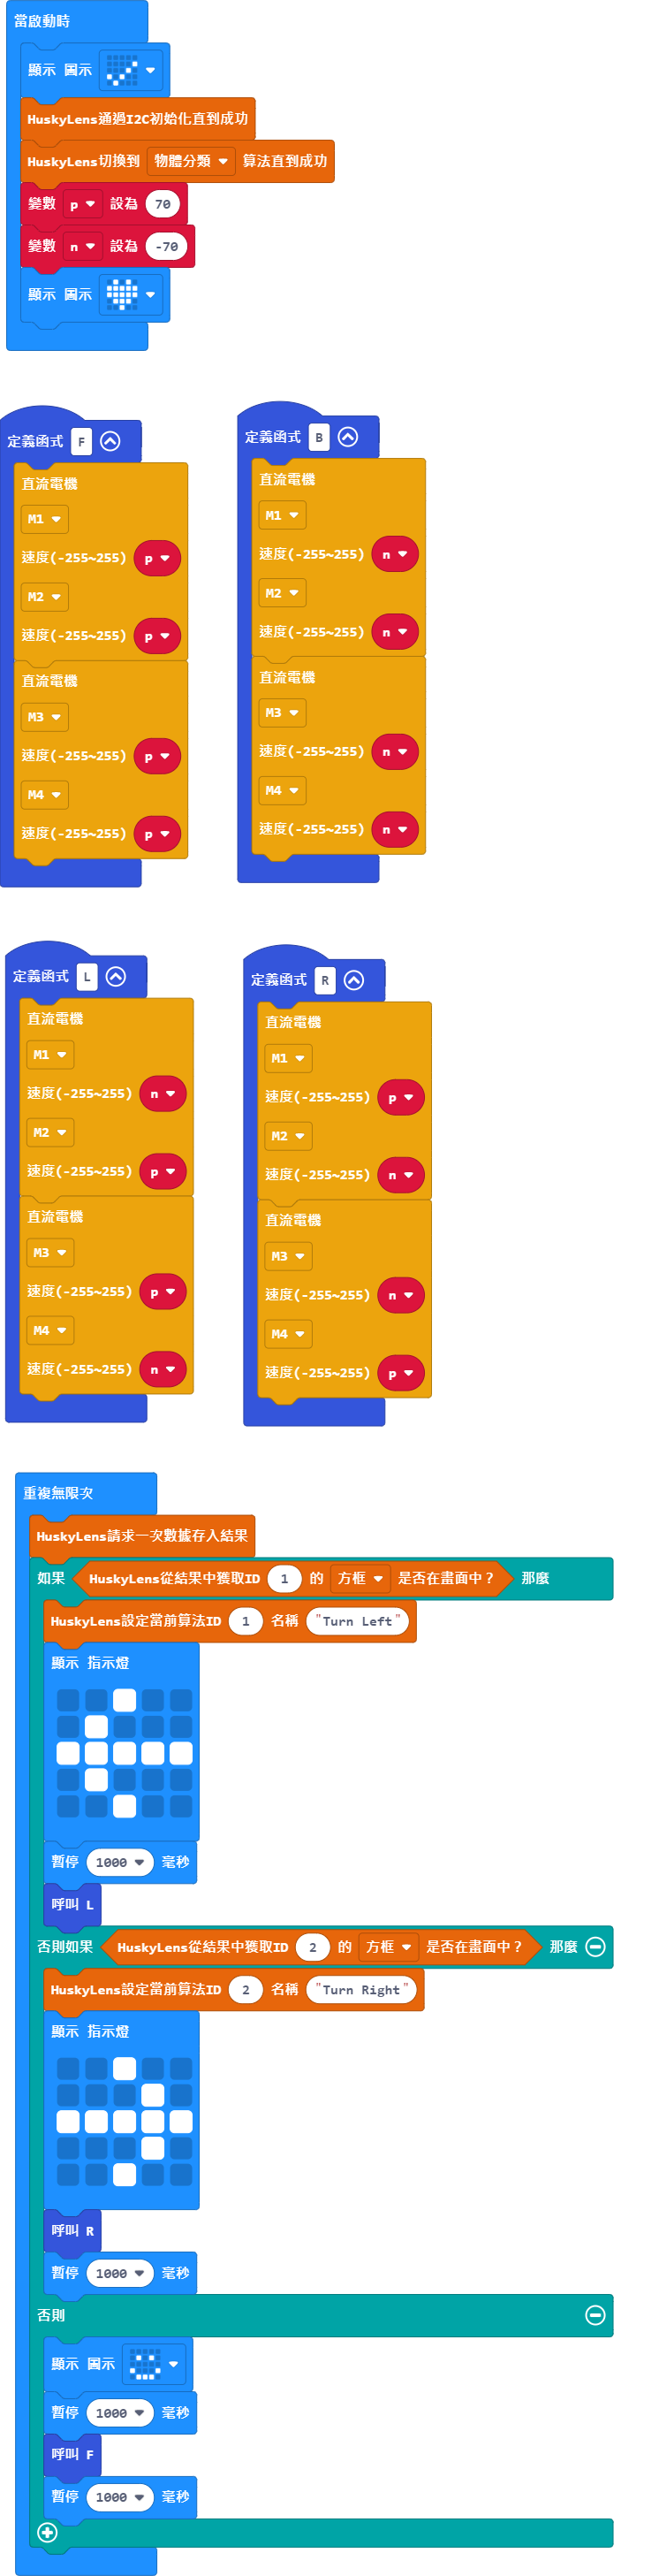 當啟動時
顯示 圖示
HuskyLens通過I2C初始化直到成功
HuskyLens切換到 物體分類 算法直到成功
變數 p 設為 70
變數 n 設為 -70
顯示 圖示
定義函式 F
直流電機
M1
速度(-255~255) p
M2
速度(-255~255) p
直流電機
M3
速度(-255~255) p
M4
速度(-255~255) p
定義函式 B
直流電機
M1
速度(-255~255) n
M2
速度(-255~255) n
直流電機
M3
速度(-255~255) n
M4
速度(-255~255) n
定義函式 L
直流電機
M1
速度(-255~255) n
M2
速度(-255~255) p
直流電機
M3
速度(-255~255) p
M4
速度(-255~255) n
定義函式 R
直流電機
M1
速度(-255~255) p
M2
速度(-255~255) n
直流電機
M3
速度(-255~255) n
M4
速度(-255~255) p
重複無限次
HuskyLens請求一次數據存入結果
如果 HuskyLens從結果中獲取ID 1 的 方框 是否在畫面中？ 那麼
HuskyLens設定當前算法ID 1 名稱 "Turn Left"
顯示 指示燈
暫停 1000 毫秒
呼叫 L
否則如果 HuskyLens從結果中獲取ID 2 的 方框 是否在畫面中？ 那麼
HuskyLens設定當前算法ID 2 名稱 "Turn Right"
顯示 指示燈
呼叫 R
暫停 1000 毫秒
否則
顯示 圖示
暫停 1000 毫秒
呼叫 F
暫停 1000 毫秒